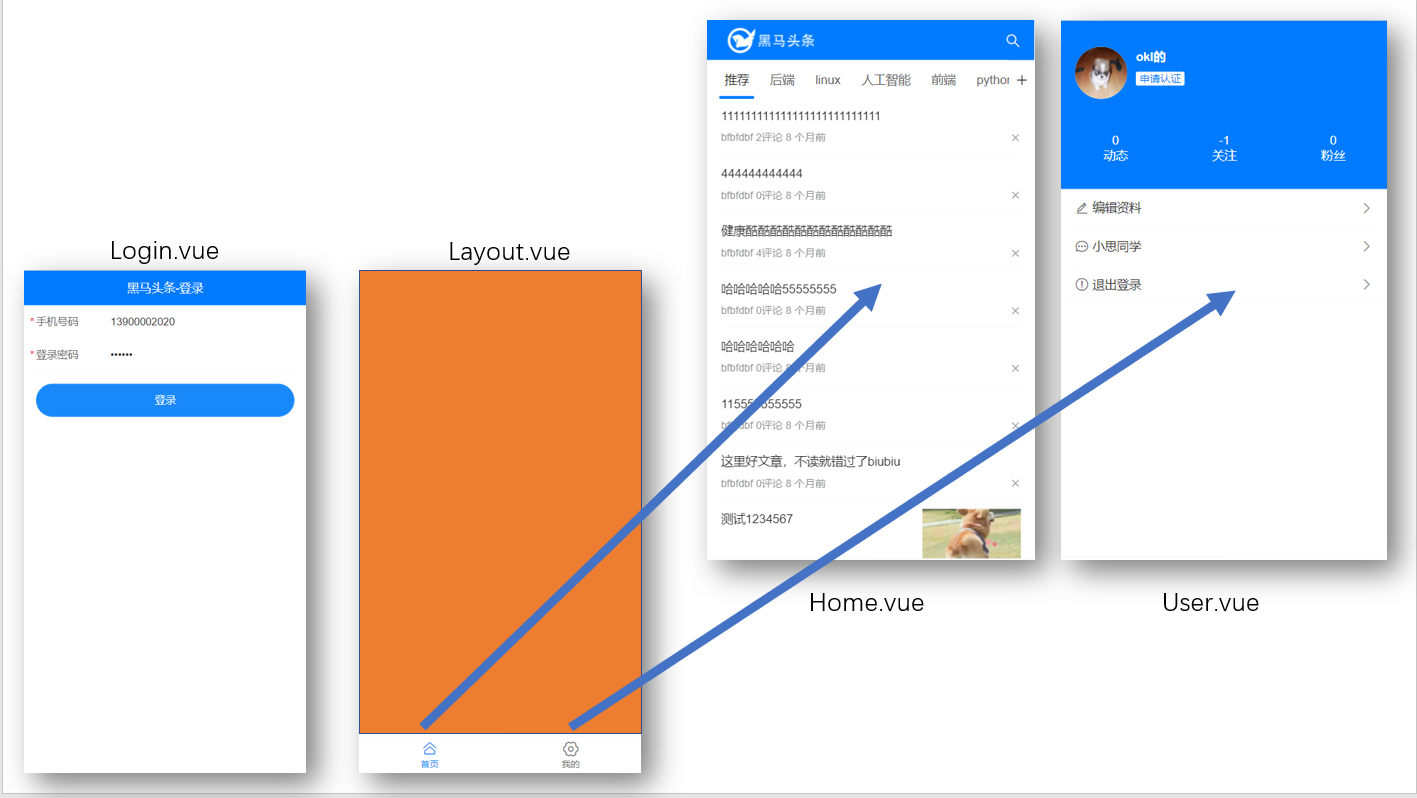 Login.vue
黑马头条-登录
*手机号码 13900002020
*登录密码 ••••••
登录
Layout.vue
首页
我的
黑马头条
推荐 后端 linux 人工智能 前端 pythor
111111111111111111111111111
bfbfdbf 2评论 8 个月前
444444444444
bfbfdbf 0评论 8 个月前
健康酷酷酷酷酷酷酷酷酷酷酷酷
bfbfdbf 4评论 8 个月前
哈哈哈哈哈55555555
bfbfdbf 0评论 8 个月前
哈哈哈哈哈哈
bfbfdbf 0评论 8 个月前
bfbfdbf 0评论 8 个月前
这里好文章，不读就错过了biubiu
bfbfdbf 0评论 8 个月前
测试1234567
Home.vue
okl的
申请认证
0 -1 0
动态 关注 粉丝
编辑资料
小思同学
退出登录
User.vue